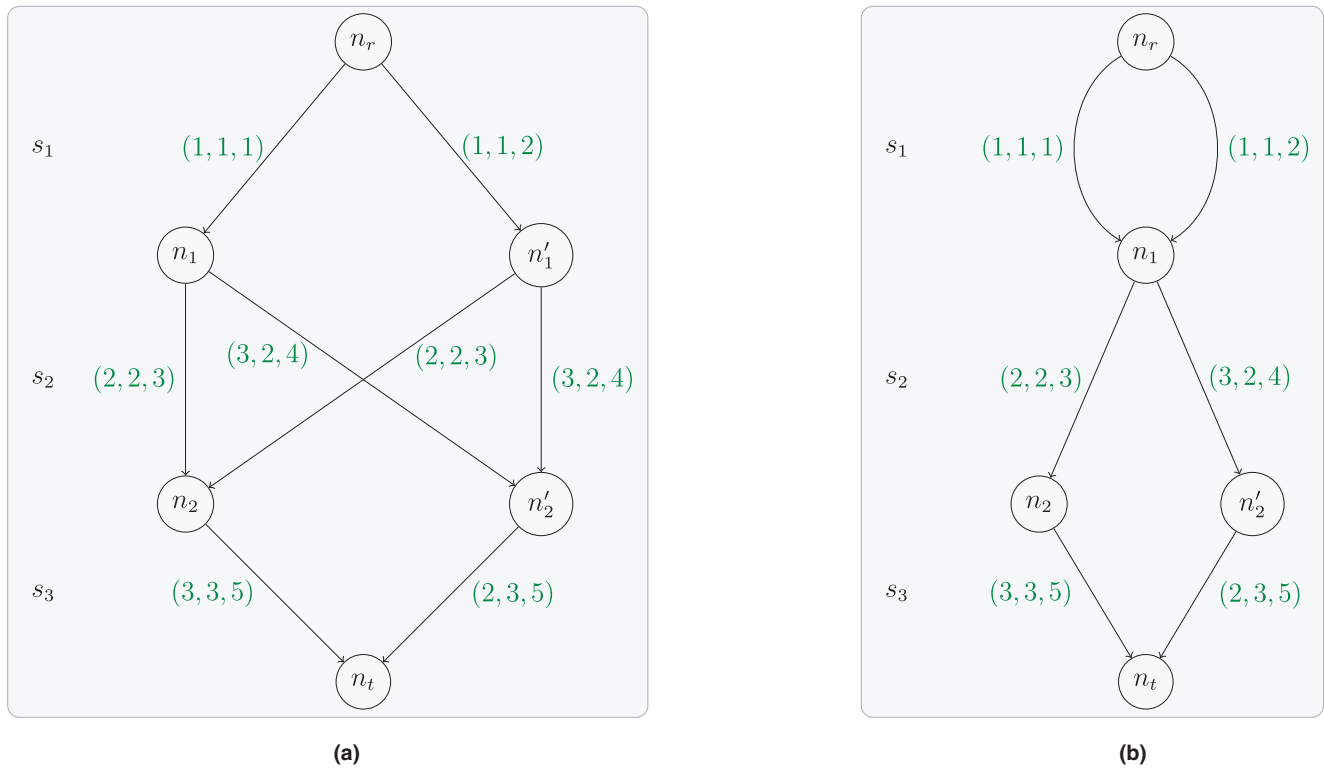 n_r
s_1
(1, 1, 1)
(1, 1, 2)
n_1
n'_1
(3, 2, 4)
(2, 2, 3)
s_2
(2, 2, 3)
(3, 2, 4)
n_2
n'_2
s_3
(3, 3, 5)
(2, 3, 5)
n_t
(a)
n_r
s_1
(1, 1, 1)
(1, 1, 2)
n_1
s_2
(2, 2, 3)
(3, 2, 4)
n_2
n'_2
s_3
(3, 3, 5)
(2, 3, 5)
n_t
(b)